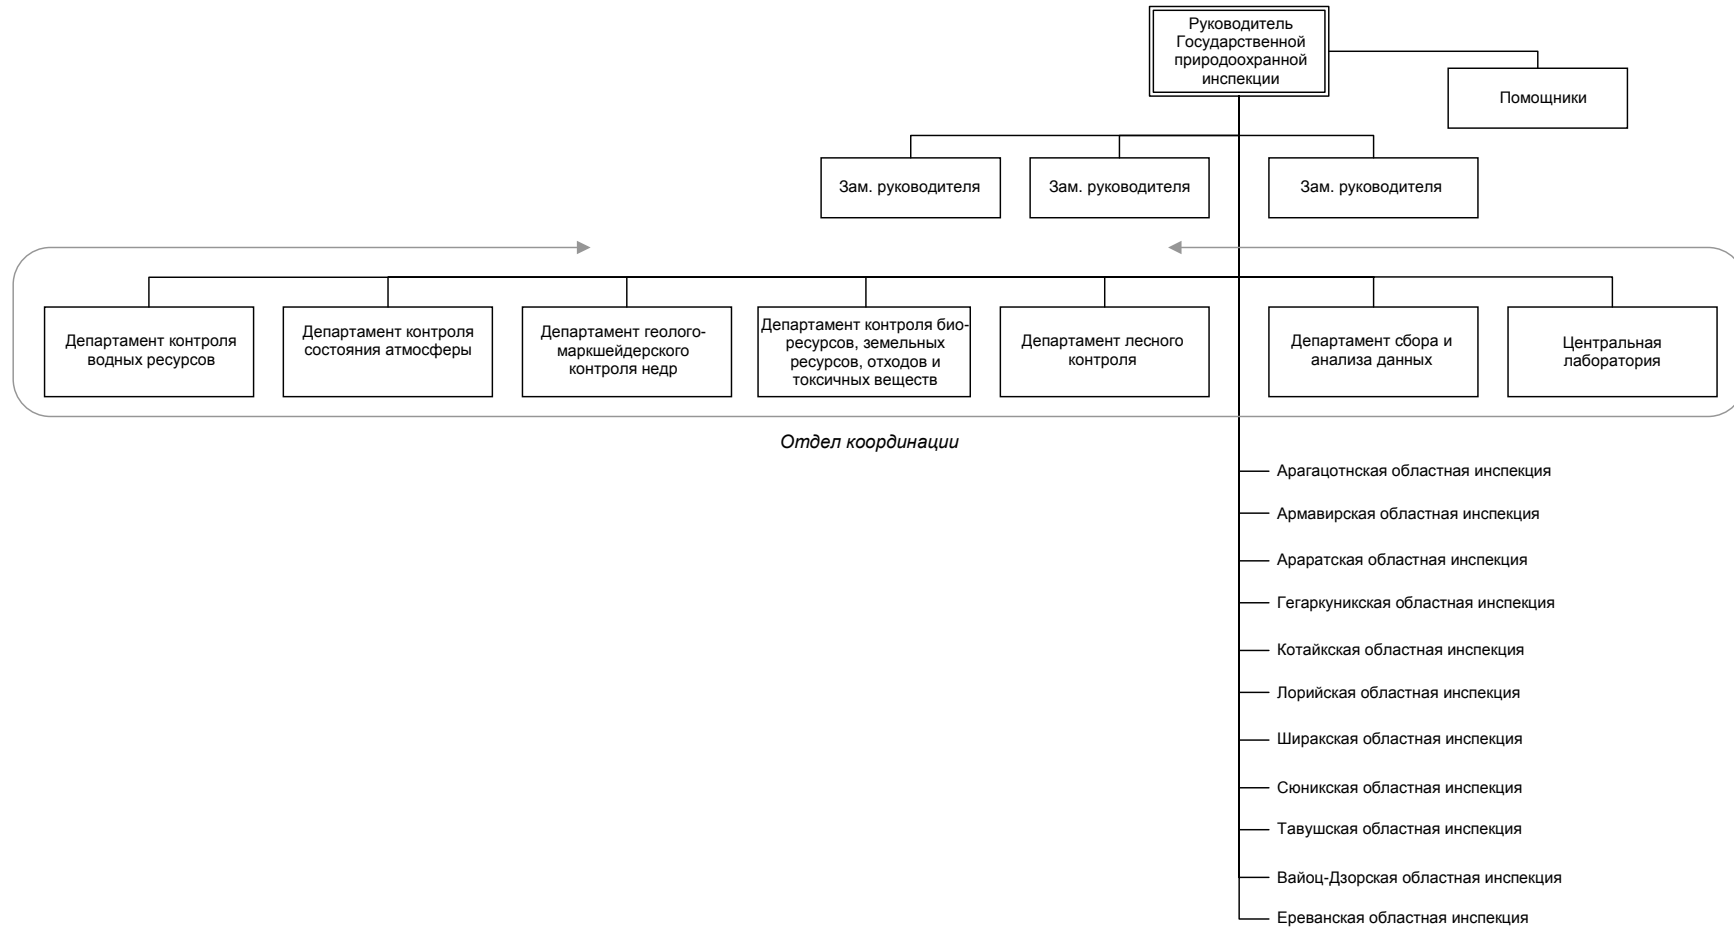 Руководитель
Государственной
природоохранной
инспекции
Помощники
Зам. руководителя
Зам. руководителя
Зам. руководителя
Департамент контроля
водных ресурсов
Департамент контроля
состояния атмосферы
Департамент геолого-
маркшейдерского
контроля недр
Департамент контроля био-
ресурсов, земельных
ресурсов, отходов и
токсичных веществ
Департамент лесного
контроля
Департамент сбора и
анализа данных
Центральная
лаборатория
Отдел координации
Арагацотнская областная инспекция
Армавирская областная инспекция
Араратская областная инспекция
Гегаркуникская областная инспекция
Котайкская областная инспекция
Лорийская областная инспекция
Ширакская областная инспекция
Сюникская областная инспекция
Тавушская областная инспекция
Вайоц-Дзорская областная инспекция
Ереванская областная инспекция